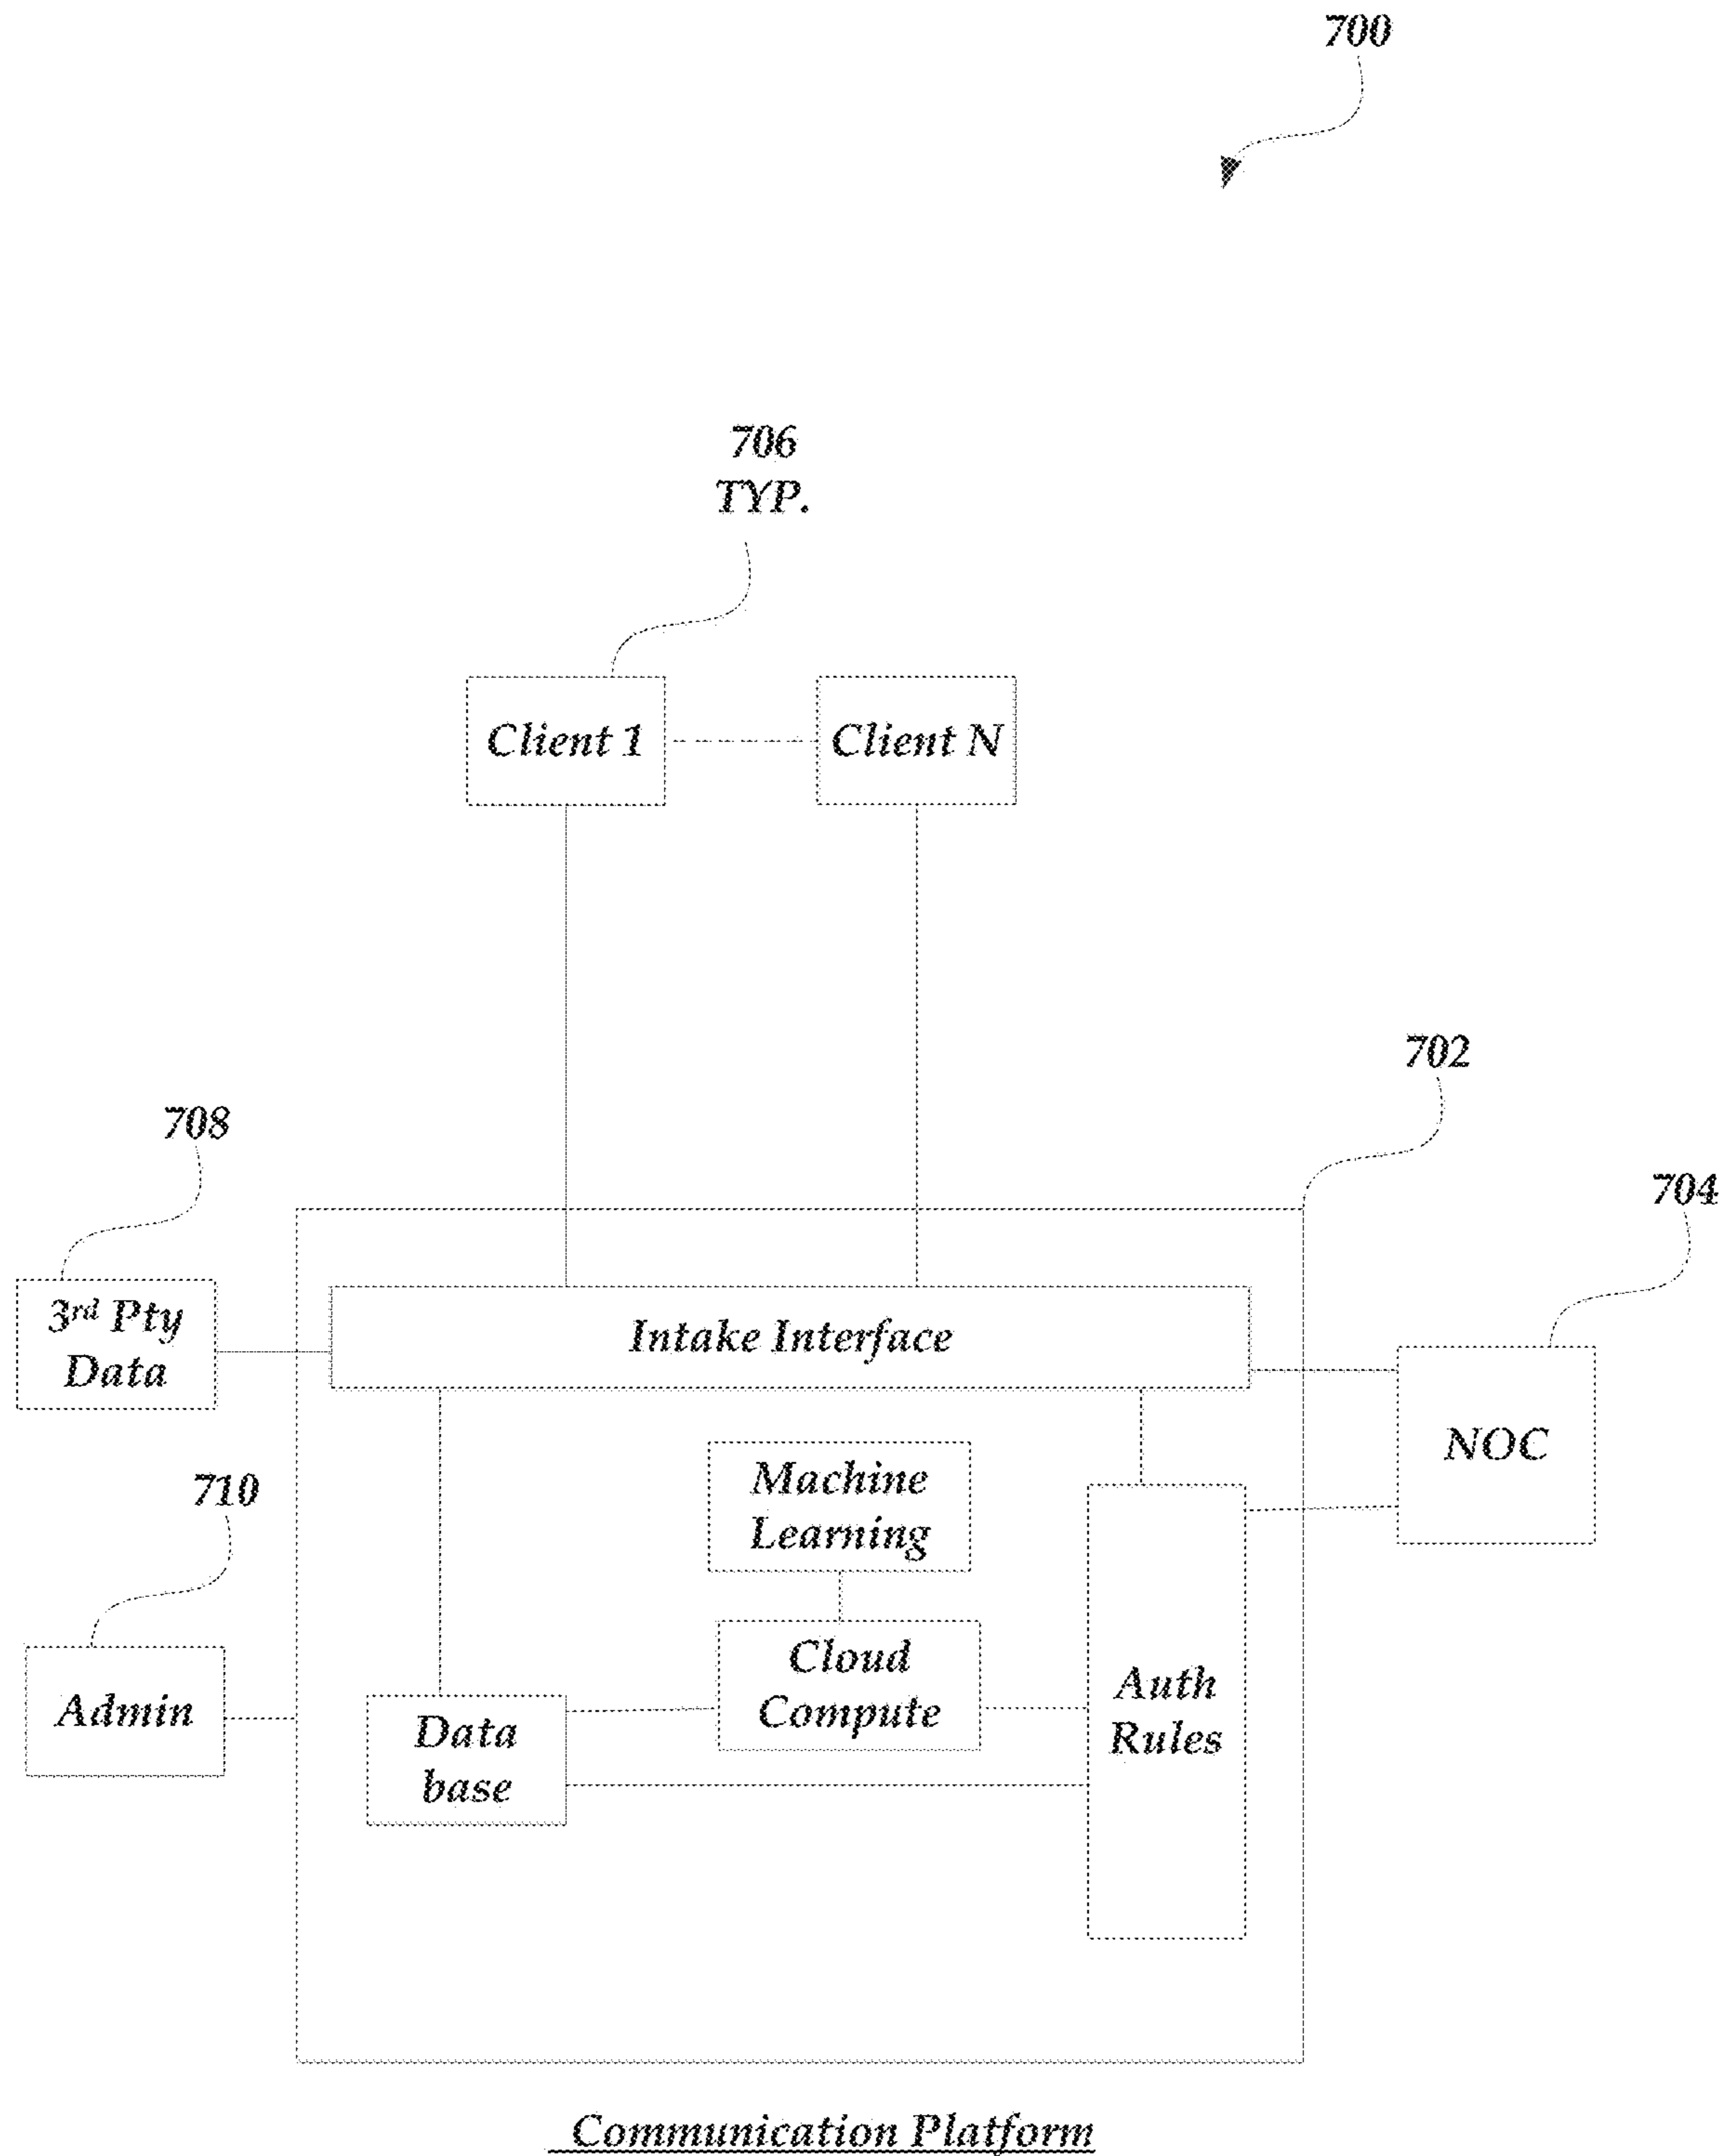 700
706
TYP.
Client 1
Client N
702
708
704
3rd Pty
Data
Intake Interface
NOC
Machine
Learning
710
Cloud
Compute
Auth
Rules
Admin
Data
base
Communication Platform